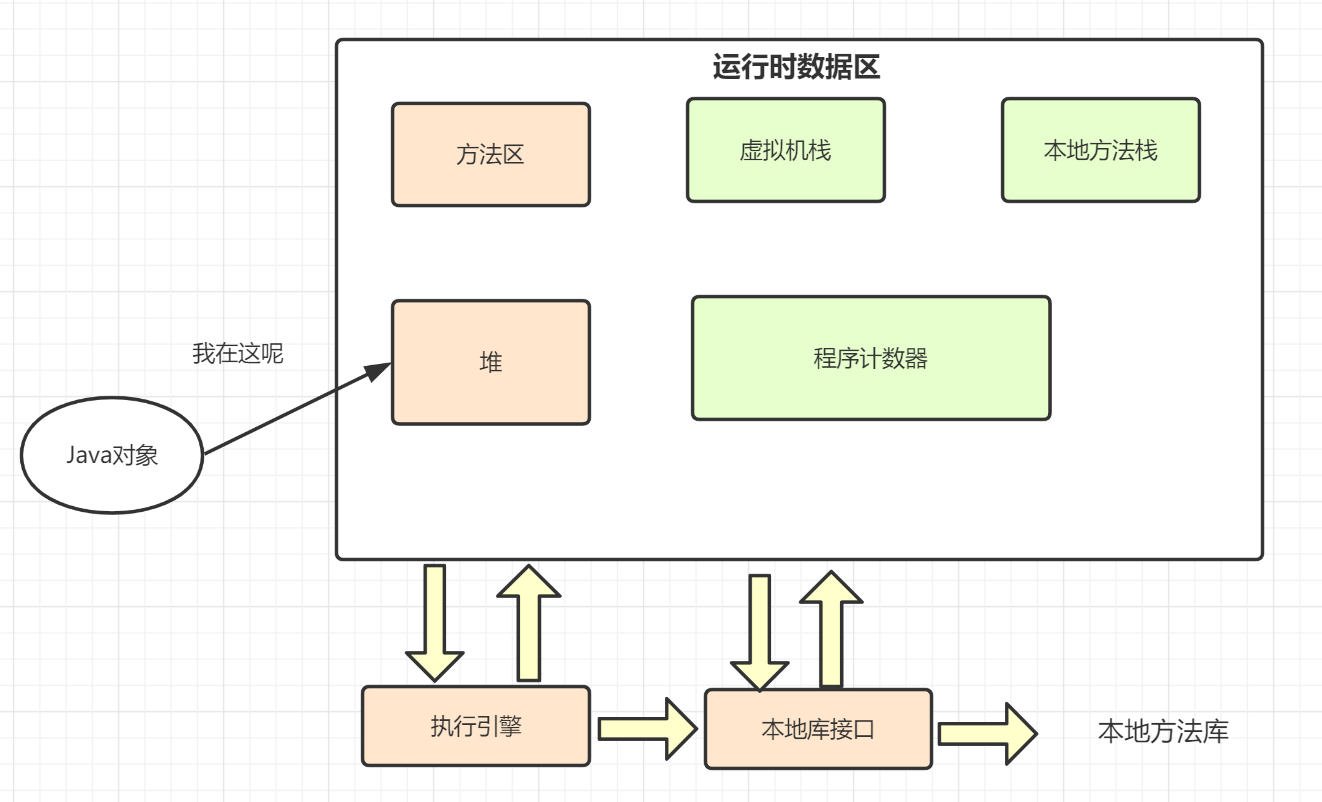 运行时数据区
方法区
虚拟机栈
本地方法栈
我在这呢
堆
程序计数器
Java对象
执行引擎
本地库接口
本地方法库